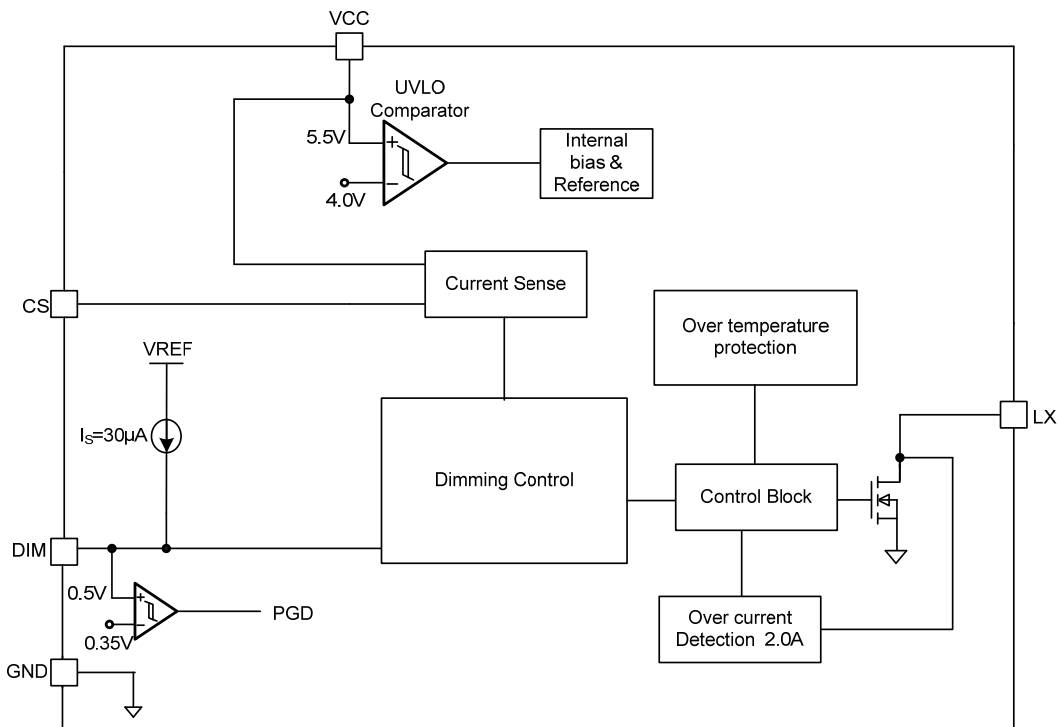 VCC
UVLO
Comparator
5.5V
+
−
4.0V
Internal
bias &
Reference
Current Sense
CS
VREF
Over temperature
protection
LX
IS=30μA
Dimming Control
Control Block
DIM
0.5V
+
−
0.35V
PGD
Over current
Detection 2.0A
GND